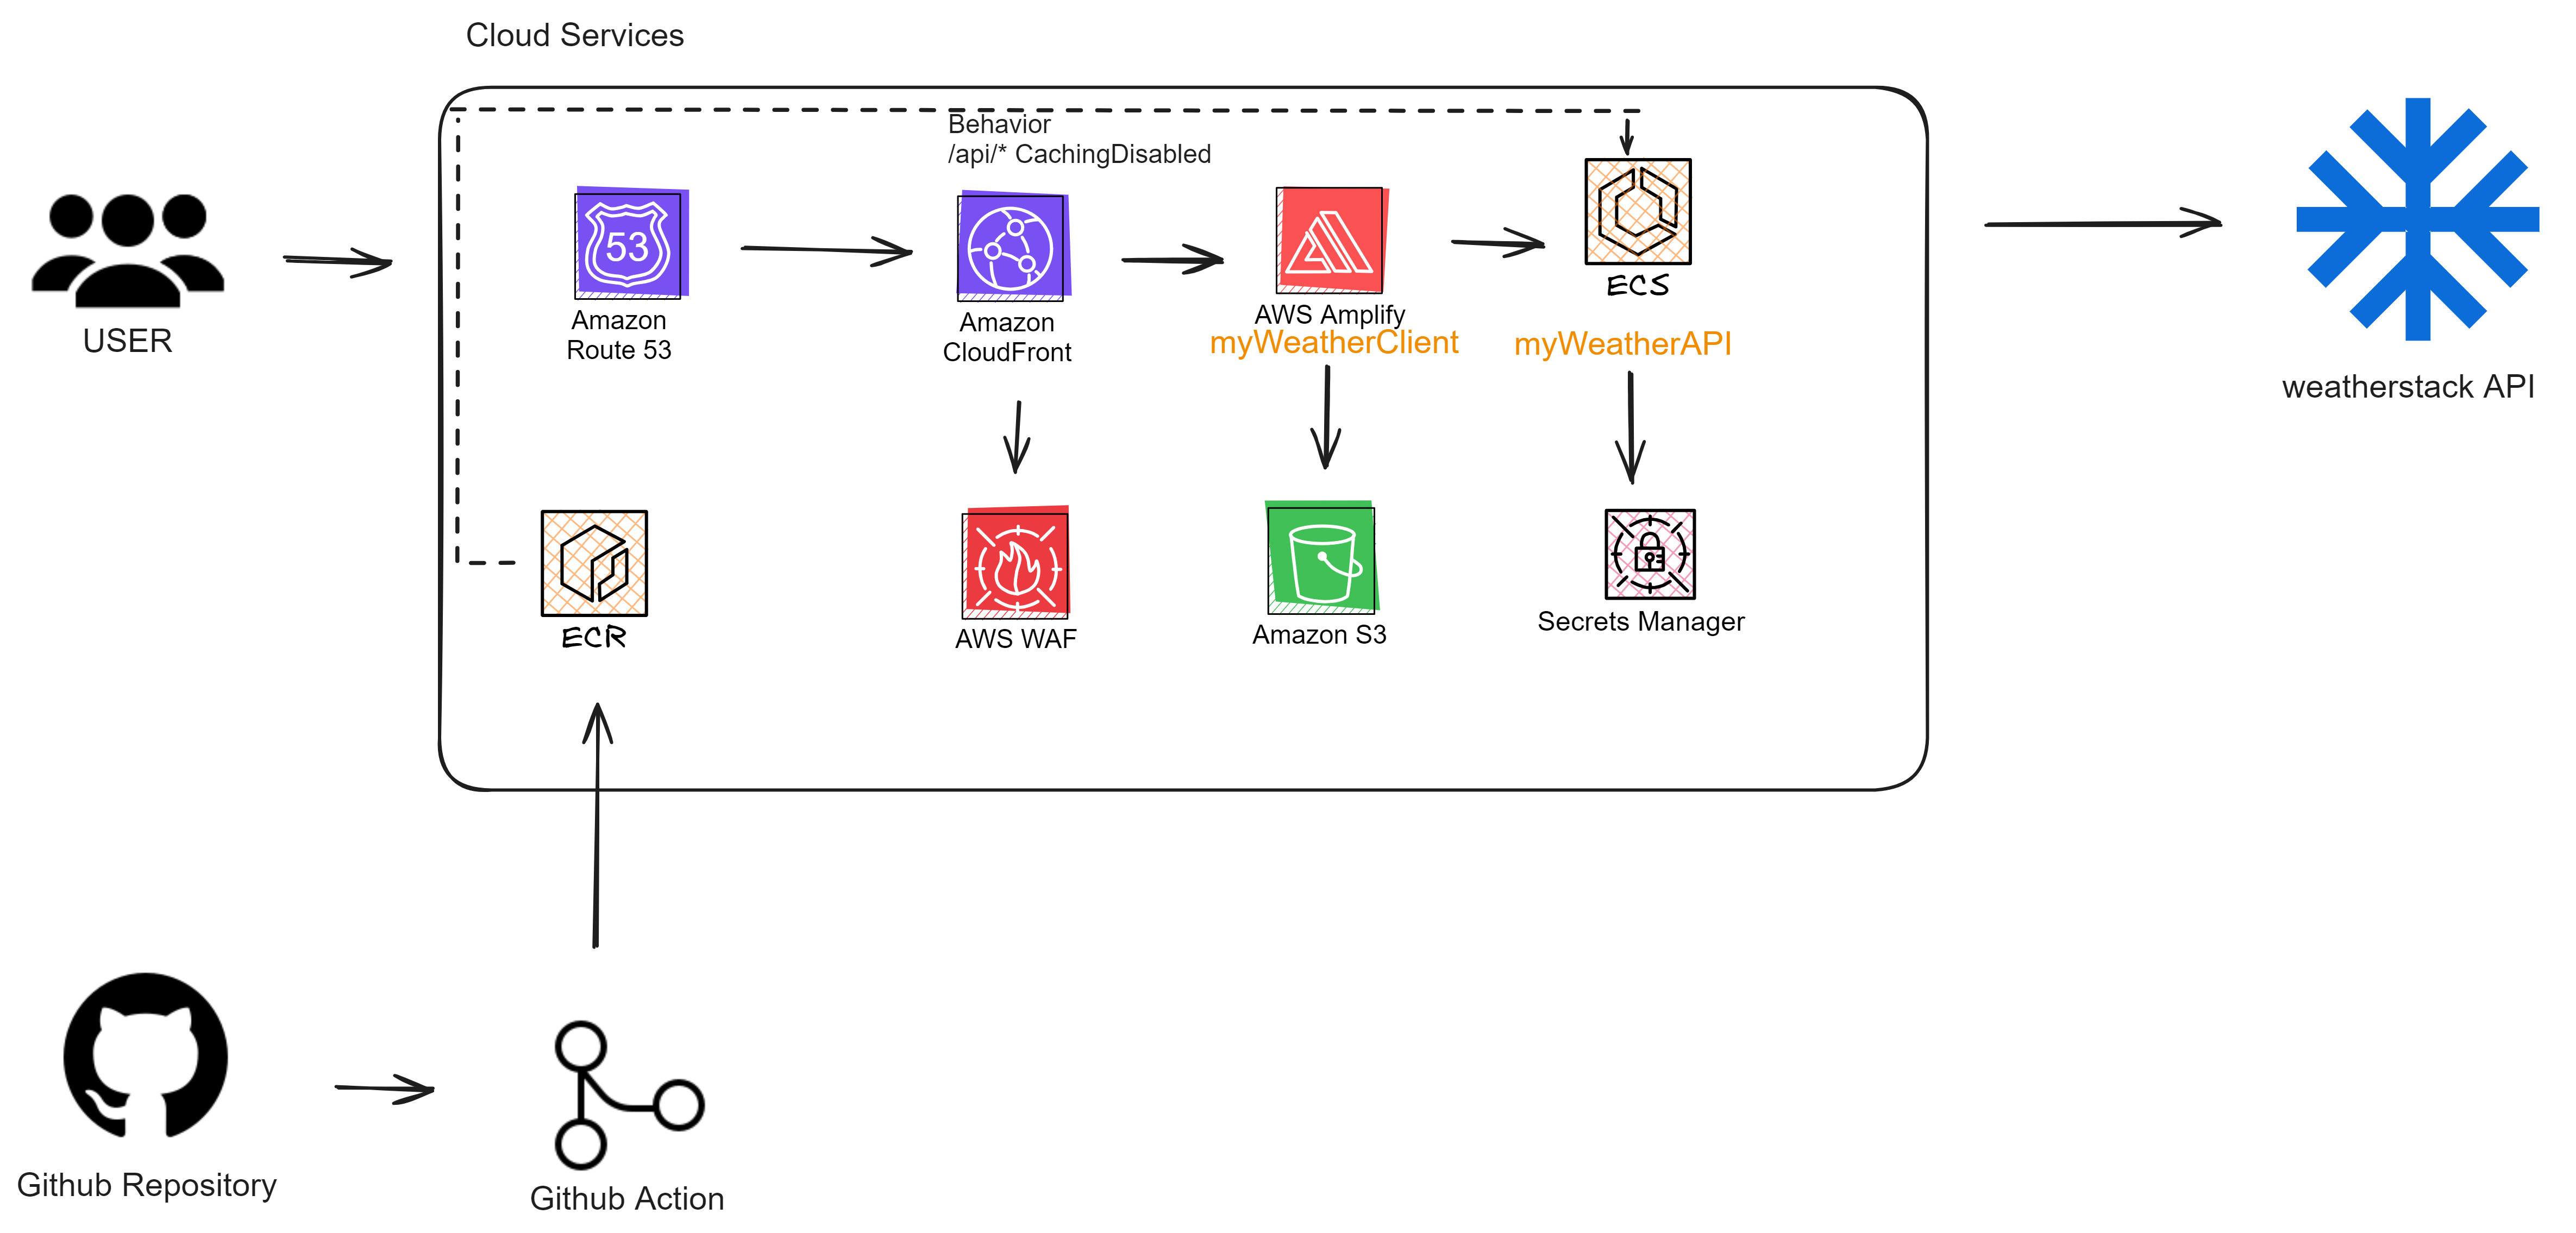 Cloud Services
Behavior
/api/* CachingDisabled
53
USER
Amazon
Route 53
Amazon
CloudFront
AWS Amplify
myWeatherClient
ECS
myWeatherAPI
weatherstack API
ECR
AWS WAF
Amazon S3
Secrets Manager
Github Repository
Github Action